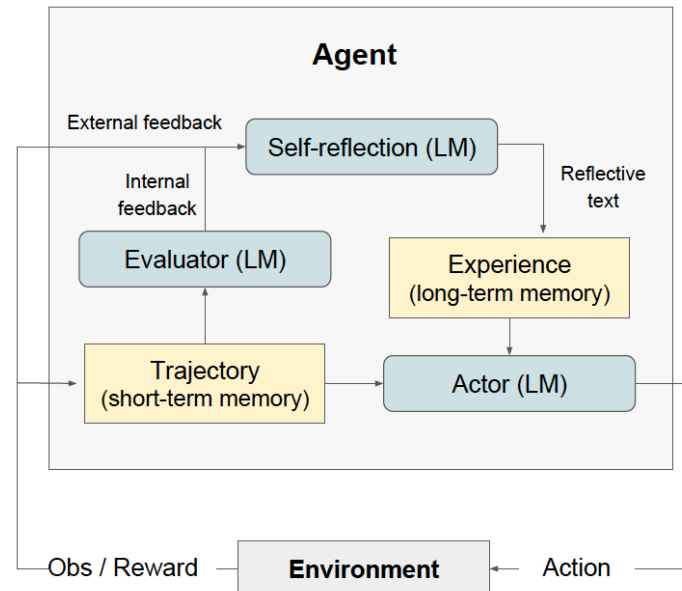 Agent
External feedback
Self-reflection (LM)
Internal
feedback
Reflective
text
Evaluator (LM)
Experience
(long-term memory)
Trajectory
(short-term memory)
Actor (LM)
Obs / Reward
Environment
Action